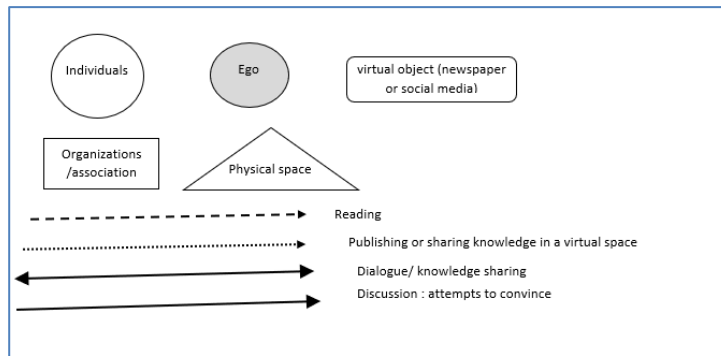 Individuals
Ego
virtual object (newspaper
or social media)
Organizations
/association
Physical space
Reading
Publishing or sharing knowledge in a virtual space
Dialogue/ knowledge sharing
Discussion : attempts to convince